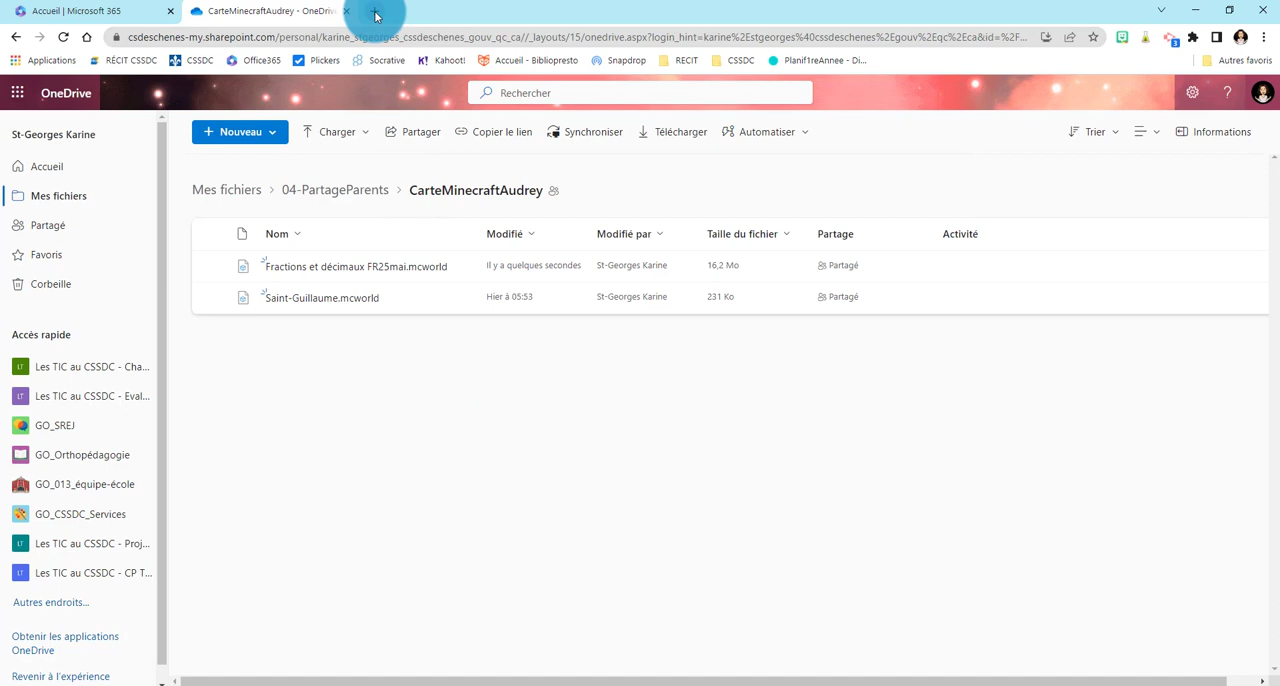 Accueil | Microsoft 365
CarteMinecraftAudrey - OneDriv
csdeschenes-my.sharepoint.com/personal/karine_stgeorges_cssdeschenes_gouv_qc_ca//_layouts/15/onedrive.aspx?login_hint=karine%2Estgeorges%40cssdeschenes%2Egouv%2Eqc%2Eca&id=%2F...
3
Applications
RÉCIT CSSDC
CSSDC
Office365
Plickers
Socrative
Kahoot!
Accueil - Bibliopresto
Snapdrop
RECIT
CSSDC
Planif1reAnnee - Di...
Autres favoris
OneDrive
Rechercher
St-Georges Karine
Nouveau
Charger
Partager
Copier le lien
Synchroniser
Télécharger
Automatiser
Trier
Informations
Accueil
Mes fichiers
Partagé
Favoris
Corbeille
Mes fichiers > 04-PartageParents > CarteMinecraftAudrey
Nom
Modifié
Modifié par
Taille du fichier
Partage
Activité
Fractions et décimaux FR25mai.mcworld
Il y a quelques secondes
St-Georges Karine
16,2 Mo
Partagé
Saint-Guillaume.mcworld
Hier à 05:53
St-Georges Karine
231 Ko
Partagé
Accès rapide
LT Les TIC au CSSDC - Cha...
LT Les TIC au CSSDC - Eval...
GO_SREJ
GO_Orthopédagogie
GO_013_équipe-école
GO_CSSDC_Services
LT Les TIC au CSSDC - Proj...
LT Les TIC au CSSDC - CP T...
Autres endroits...
Obtenir les applications
OneDrive
Revenir à l'expérience